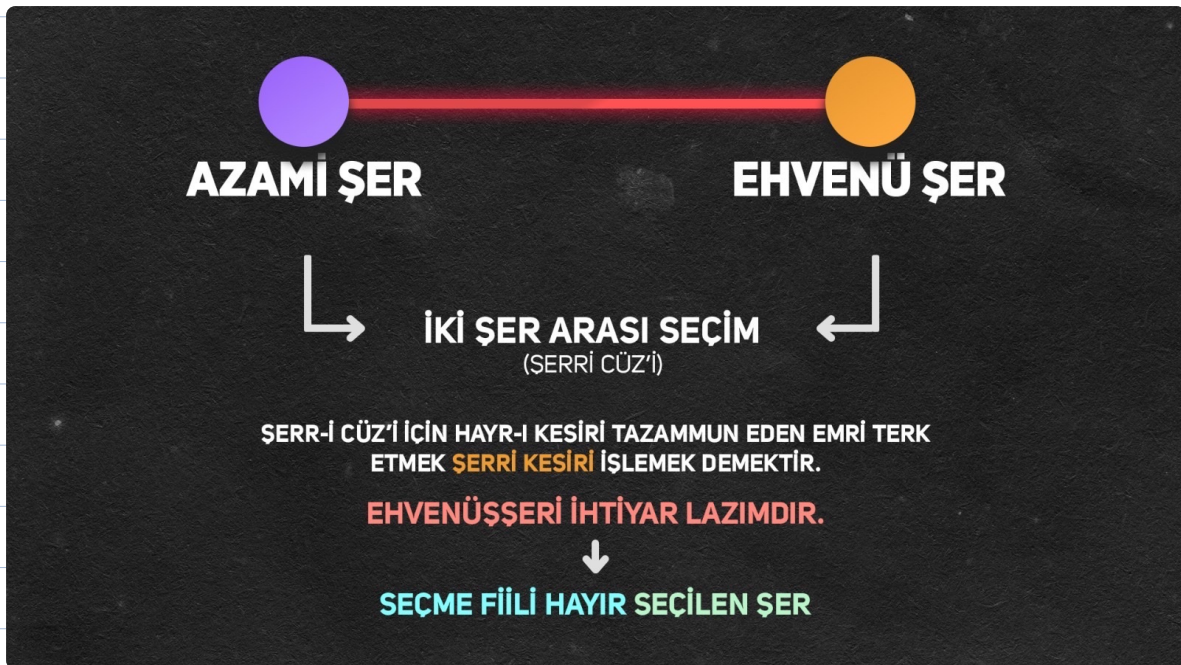 AZAMİ ŞER
EHVENÜ ŞER
İKİ ŞER ARASI SEÇİM
(ŞERRİ CÜZ'İ)
ŞERR-İ CÜZ'İ İÇİN HAYR-I KESİRİ TAZAMMUN EDEN EMRİ TERK
ETMEK ŞERRİ KESİRİ İŞLEMEK DEMEKTİR.
EHVENÜŞŞERİ İHTİYAR LAZIMDIR.
SEÇME FİİLİ HAYIR SEÇİLEN ŞER